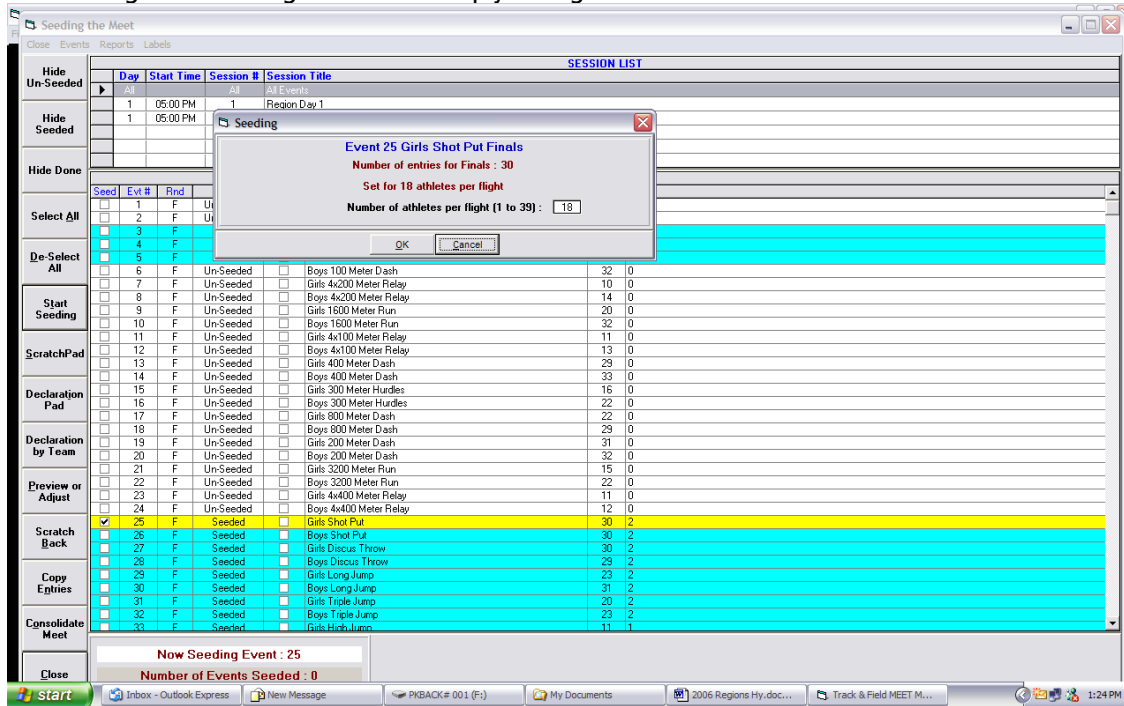 Seeding the Meet
Close Events Reports Labels
Hide Un-Seeded
Hide Seeded
Hide Done
Select All
De-Select All
Start Seeding
ScratchPad
Declaration Pad
Declaration by Team
Preview or Adjust
Scratch Back
Copy Entries
Consolidate Meet
Close
SESSION LIST
Day Start Time Session # Session Title
All All All Events
1 05:00 PM 1 Region Day 1
1 05:00 PM
Seeding
Event 25 Girls Shot Put Finals
Number of entries for Finals : 30
Set for 18 athletes per flight
Number of athletes per flight (1 to 39) : 18
OK Cancel
Seed Evt # Rnd
1 F
2 F
3 F
4 F
5 F
6 F Un-Seeded Boys 100 Meter Dash 32 0
7 F Un-Seeded Girls 4x200 Meter Relay 10 0
8 F Un-Seeded Boys 4x200 Meter Relay 14 0
9 F Un-Seeded Girls 1600 Meter Run 20 0
10 F Un-Seeded Boys 1600 Meter Run 32 0
11 F Un-Seeded Girls 4x100 Meter Relay 11 0
12 F Un-Seeded Boys 4x100 Meter Relay 13 0
13 F Un-Seeded Girls 400 Meter Dash 29 0
14 F Un-Seeded Boys 400 Meter Dash 33 0
15 F Un-Seeded Girls 300 Meter Hurdles 16 0
16 F Un-Seeded Boys 300 Meter Hurdles 22 0
17 F Un-Seeded Girls 800 Meter Dash 22 0
18 F Un-Seeded Boys 800 Meter Dash 29 0
19 F Un-Seeded Girls 200 Meter Dash 31 0
20 F Un-Seeded Boys 200 Meter Dash 32 0
21 F Un-Seeded Girls 3200 Meter Run 15 0
22 F Un-Seeded Boys 3200 Meter Run 22 0
23 F Un-Seeded Girls 4x400 Meter Relay 11 0
24 F Un-Seeded Boys 4x400 Meter Relay 12 0
25 F Seeded Girls Shot Put 30 2
26 F Seeded Boys Shot Put 30 2
27 F Seeded Girls Discus Throw 30 2
28 F Seeded Boys Discus Throw 29 2
29 F Seeded Girls Long Jump 23 2
30 F Seeded Boys Long Jump 31 2
31 F Seeded Girls Triple Jump 20 2
32 F Seeded Boys Triple Jump 23 2
33 F Seeded Girls High Jump 11 1
Now Seeding Event : 25
Number of Events Seeded : 0
start Inbox - Outlook Express New Message PKBACK# 001 (F:) My Documents 2006 Regions Hy.doc... Track & Field MEET M... 1:24 PM